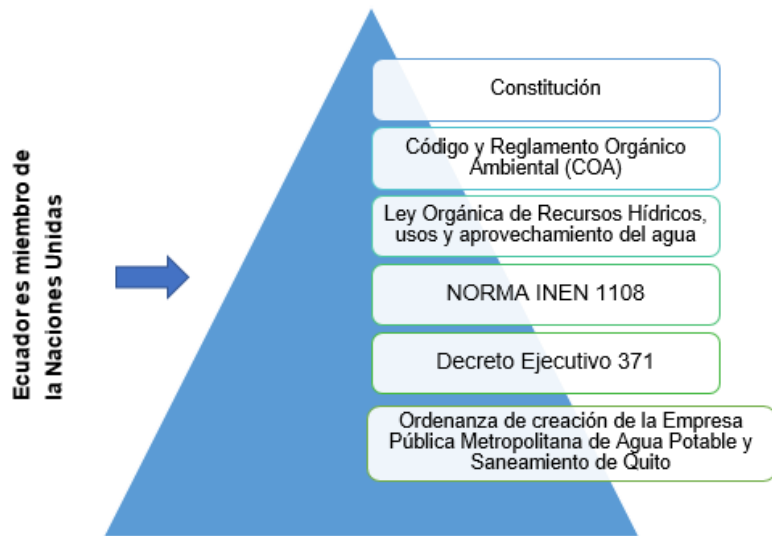 Ecuador es miembro de
la Naciones Unidas
Constitución
Código y Reglamento Orgánico
Ambiental (COA)
Ley Orgánica de Recursos Hídricos,
usos y aprovechamiento del agua
NORMA INEN 1108
Decreto Ejecutivo 371
Ordenanza de creación de la Empresa
Pública Metropolitana de Agua Potable y
Saneamiento de Quito